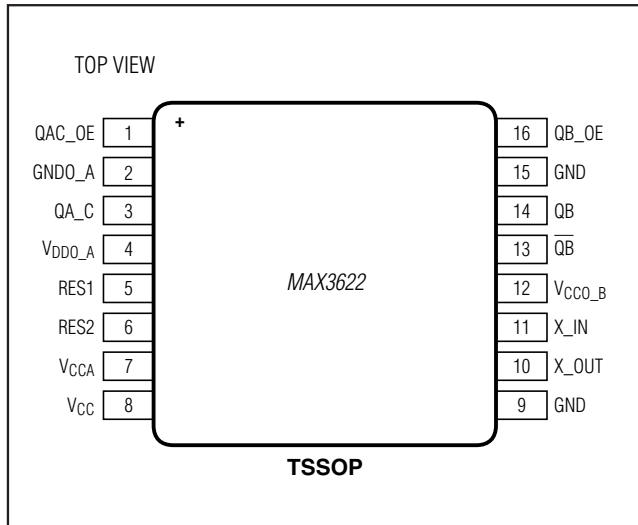 TOP VIEW
QAC_OE 1
GNDO_A 2
QA_C 3
VDDO_A 4
RES1 5
RES2 6
VCCA 7
VCC 8
+
MAX3622
16 QB_OE
15 GND
14 QB
13 Q̅B̅
12 VCCO_B
11 X_IN
10 X_OUT
9 GND
TSSOP